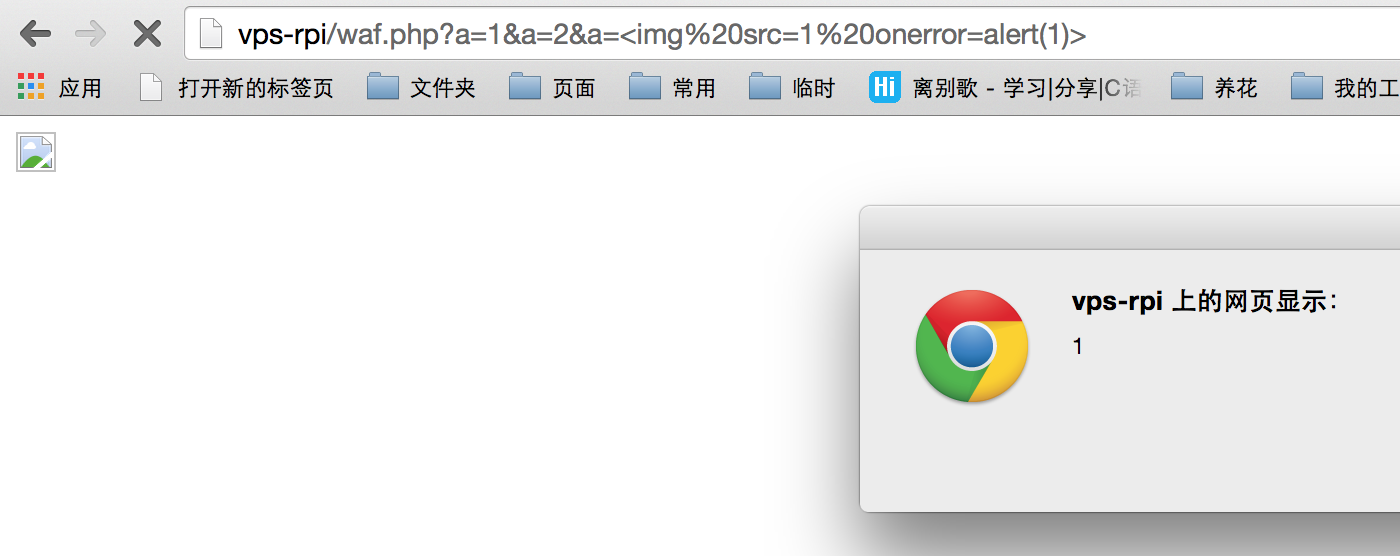 vps-rpi/waf.php?a=1&a=2&a=<img%20src=1%20onerror=alert(1)>
应用 打开新的标签页 文件夹 页面 常用 临时 Hi 离别歌 - 学习|分享|C语 养花 我的工
vps-rpi 上的网页显示：
1